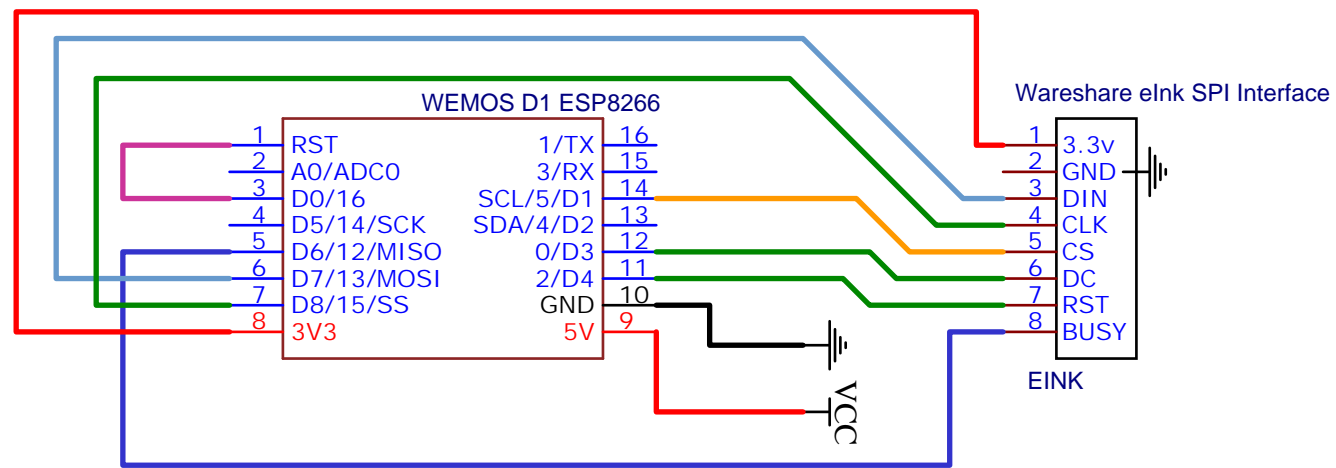 WEMOS D1 ESP8266
1 RST
2 A0/ADC0
3 D0/16
4 D5/14/SCK
5 D6/12/MISO
6 D7/13/MOSI
7 D8/15/SS
8 3V3
1/TX 16
3/RX 15
SCL/5/D1 14
SDA/4/D2 13
0/D3 12
2/D4 11
GND 10
5V 9
VCC
Wareshare eInk SPI Interface
1 3.3v
2 GND
3 DIN
4 CLK
5 CS
6 DC
7 RST
8 BUSY
EINK